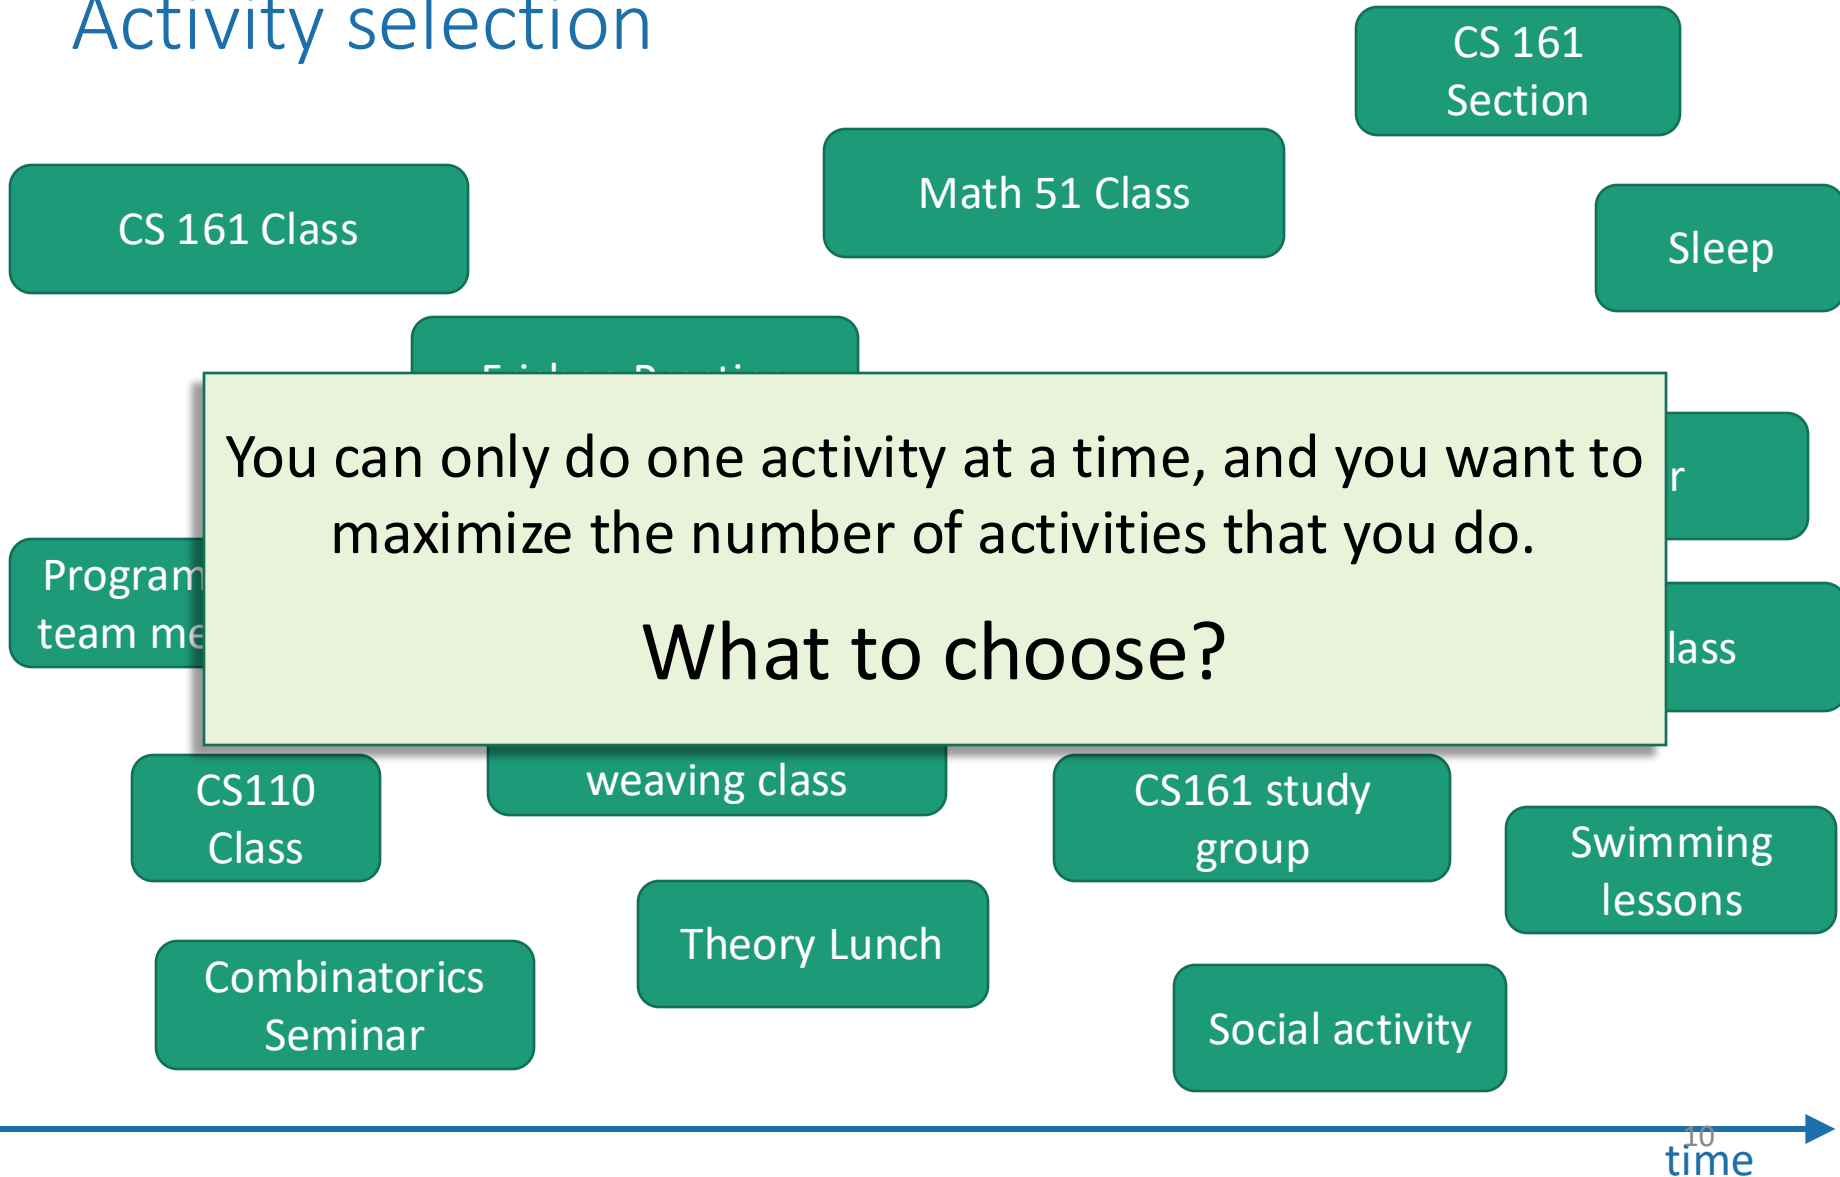 Activity selection
CS 161
Section
Math 51 Class
CS 161 Class
Sleep
You can only do one activity at a time, and you want to
maximize the number of activities that you do.
What to choose?
r
Program
team me
lass
weaving class
CS110
Class
CS161 study
group
Swimming
lessons
Theory Lunch
Combinatorics
Seminar
Social activity
10
time